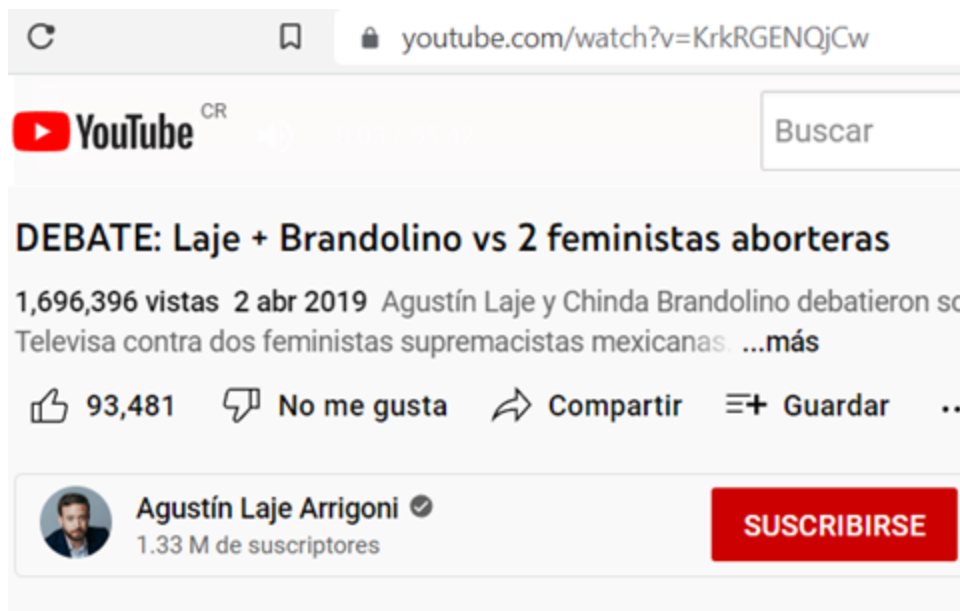 youtube.com/watch?v=KrkRGENQjCw
YouTube CR
Buscar
DEBATE: Laje + Brandolino vs 2 feministas aborteras
1,696,396 vistas 2 abr 2019 Agustín Laje y Chinda Brandolino debatieron so
Televisa contra dos feministas supremacistas mexicanas. ...más
93,481 No me gusta Compartir Guardar ..
Agustín Laje Arrigoni
1.33 M de suscriptores
SUSCRIBIRSE